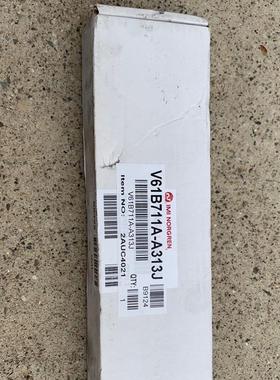 IMI NORGREN
V61B711A-A313J
V61B711A-A313J
Item NO:
2AUC4021
QTY:
1
B9124